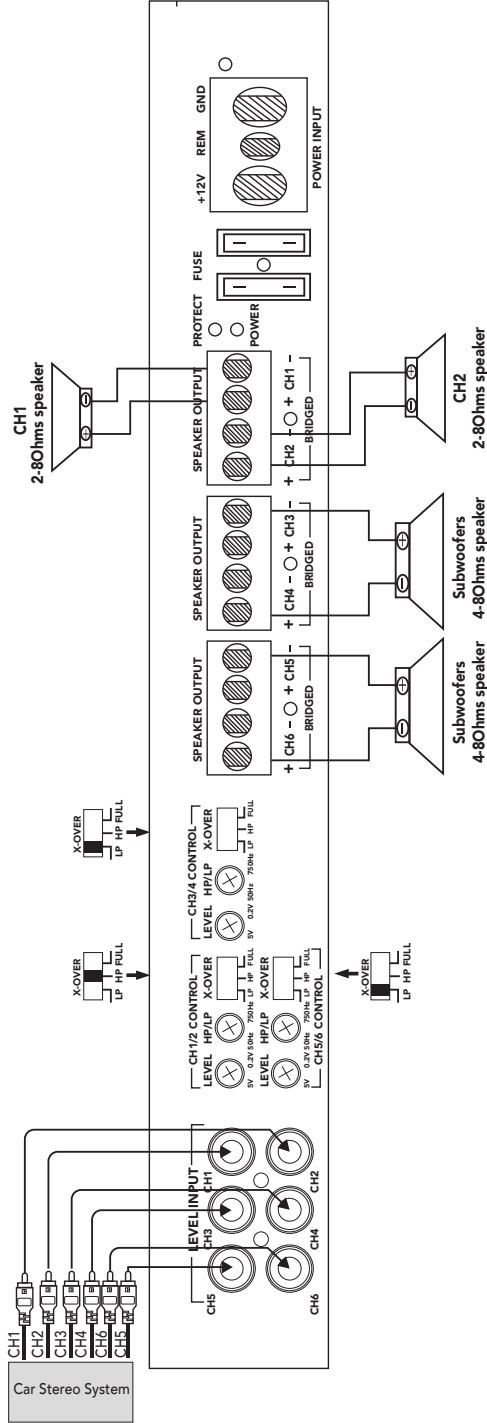 CH1
2-8Ohms speaker
+12V REM GND
POWER INPUT
FUSE
PROTECT
POWER
SPEAKER OUTPUT
+ CH2 - + CH1 -
BRIDGED
CH2
2-8Ohms speaker
SPEAKER OUTPUT
+ CH4 - + CH3 -
BRIDGED
Subwoofers
4-8Ohms speaker
SPEAKER OUTPUT
+ CH6 - + CH5 -
BRIDGED
Subwoofers
4-8Ohms speaker
X-OVER
LP HP FULL
CH3/4 CONTROL
LEVEL HP/LP X-OVER
5V 0.2V 50Hz 750Hz LP HP FULL
X-OVER
LP HP FULL
CH1/2 CONTROL
LEVEL HP/LP X-OVER
5V 0.2V 50Hz 750Hz LP HP FULL
LEVEL HP/LP X-OVER
5V 0.2V 50Hz 750Hz LP HP FULL
CH5/6 CONTROL
X-OVER
LP HP FULL
LEVEL INPUT
CH5 CH3 CH1
CH6 CH4 CH2
CH1
CH2
CH3
CH4
CH6
CH5
Car Stereo System